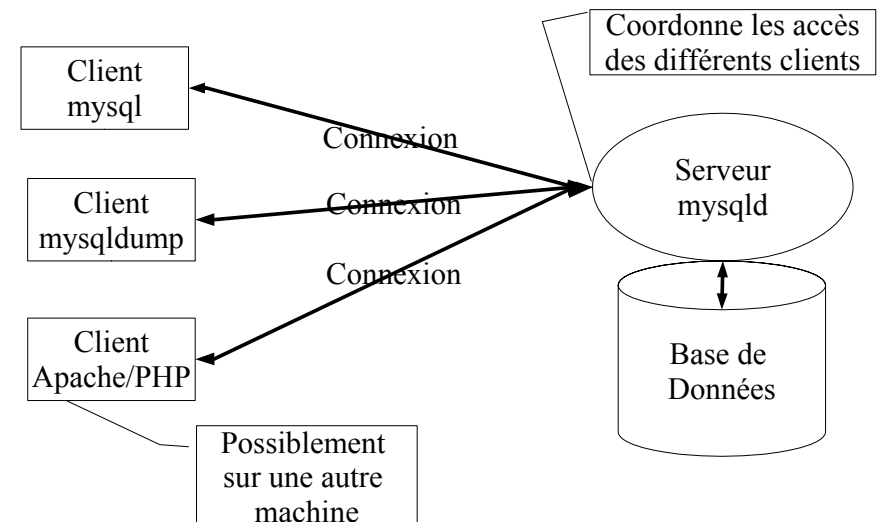 Client
mysql
Connexion
Client
mysqldump
Connexion
Connexion
Client
Apache/PHP
Possiblement
sur une autre
machine
Coordonne les accès
des différents clients
Serveur
mysqld
Base de
Données